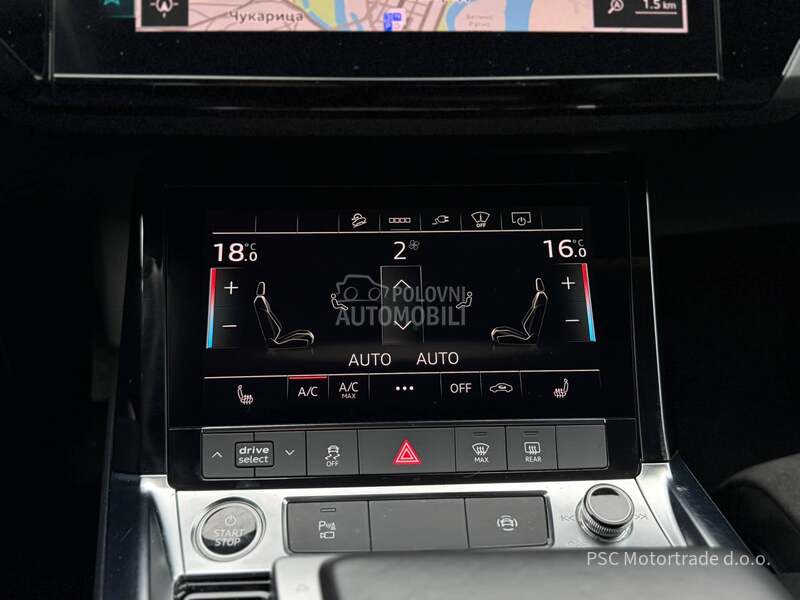 Чукарица
1.5 km
OFF
18.0 °C
2
16.0 °C
+ +
POLOVNI
AUTOMOBILI
- -
AUTO AUTO
A/C
A/C MAX
•••
OFF
drive select
OFF
MAX
REAR
START STOP
P
PSC Motortrade d.o.o.